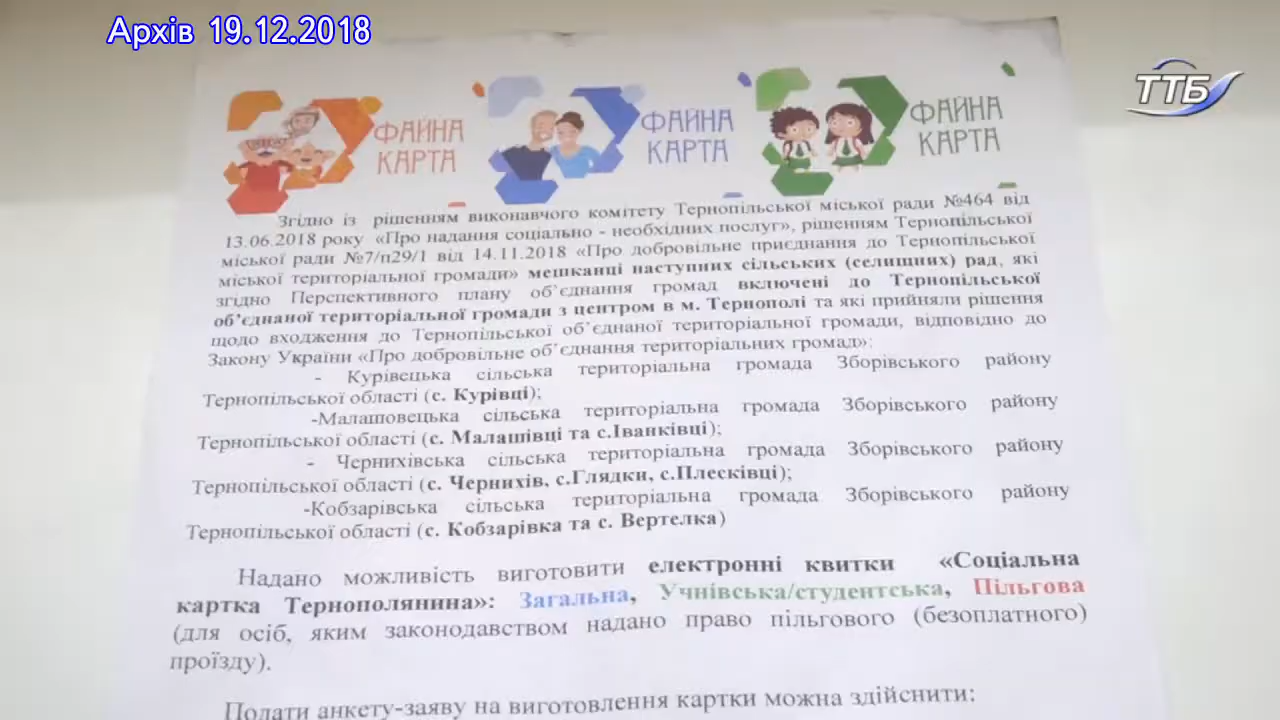 Архів 19.12.2018
ТТБ
ФАЙНА
КАРТА
ФАЙНА
КАРТА
ФАЙНА
КАРТА
Згідно із рішенням виконавчого комітету Тернопільської міської ради №464 від
13.06.2018 року «Про надання соціально - необхідних послуг», рішенням Тернопільської
міської ради №7/п29/1 від 14.11.2018 «Про добровільне приєднання до Тернопільської
міської територіальної громади» мешканці наступних сільських (селищних) рад, які
згідно Перспективного плану об’єднання громад включені до Тернопільської
об’єднаної територіальної громади з центром в м. Тернополі та які прийняли рішення
щодо входження до Тернопільської об’єднаної територіальної громади, відповідно до
Закону України «Про добровільне об’єднання територіальних громад»:
- Курівецька сільська територіальна громада Зборівського району
Тернопільської області (с. Курівці);
-Малашовецька сільська територіальна громада Зборівського району
Тернопільської області (с. Малашівці та с.Іванківці);
- Чернихівська сільська територіальна громада Зборівського району
Тернопільської області (с. Чернихів, с.Глядки, с.Плесківці);
-Кобзарівська сільська територіальна громада Зборівського району
Тернопільської області (с. Кобзарівка та с. Вертелка)
Надано можливість виготовити електронні квитки «Соціальна
картка Тернополянина»: Загальна, Учнівська/студентська, Пільгова
(для осіб, яким законодавством надано право пільгового (безоплатного)
проїзду).
Подати анкету-заяву на виготовлення картки можна здійснити: